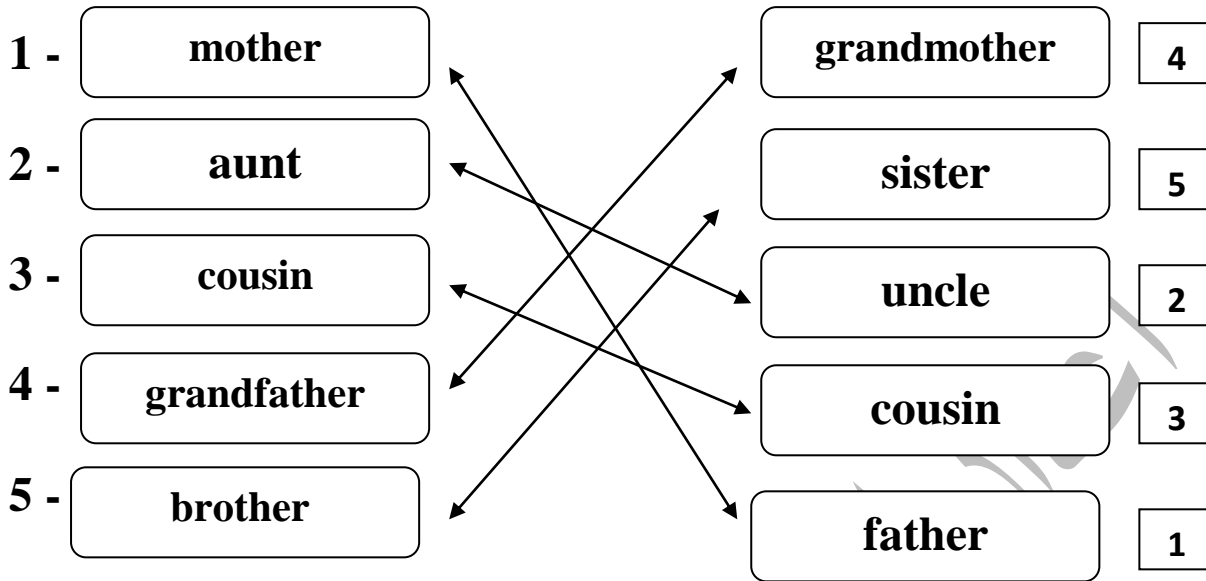 1 - mother grandmother 4
2 - aunt sister 5
3 - cousin uncle 2
4 - grandfather cousin 3
5 - brother father 1